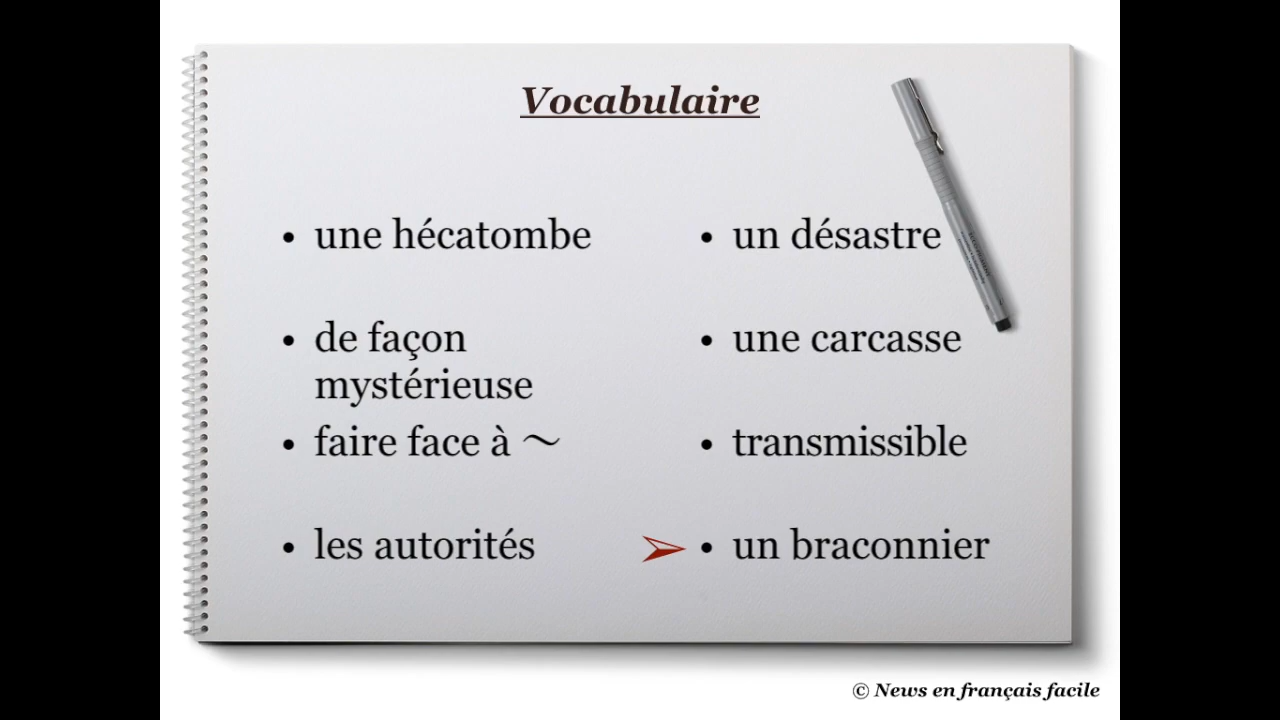 Vocabulaire
• une hécatombe
• de façon
mystérieuse
• faire face à ~
• les autorités
• un désastre
• une carcasse
• transmissible
• un braconnier
© News en français facile